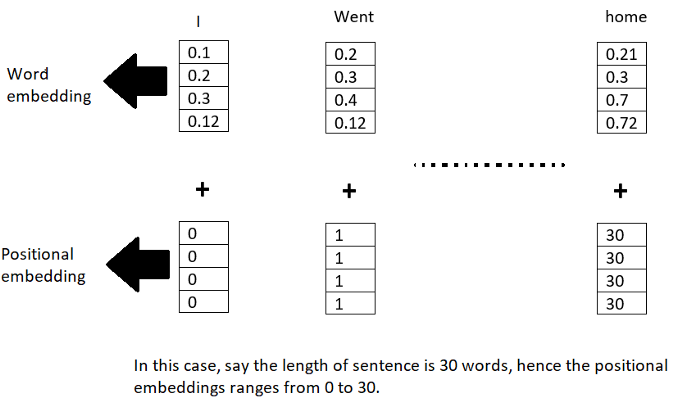 I Went home
0.1 0.2 0.21
Word 0.2 0.3 0.3
embedding 0.3 0.4 0.7
0.12 0.12 0.72
+ + +
0 1 30
Positional 0 1 30
embedding 0 1 30
0 1 30
In this case, say the length of sentence is 30 words, hence the positional
embeddings ranges from 0 to 30.